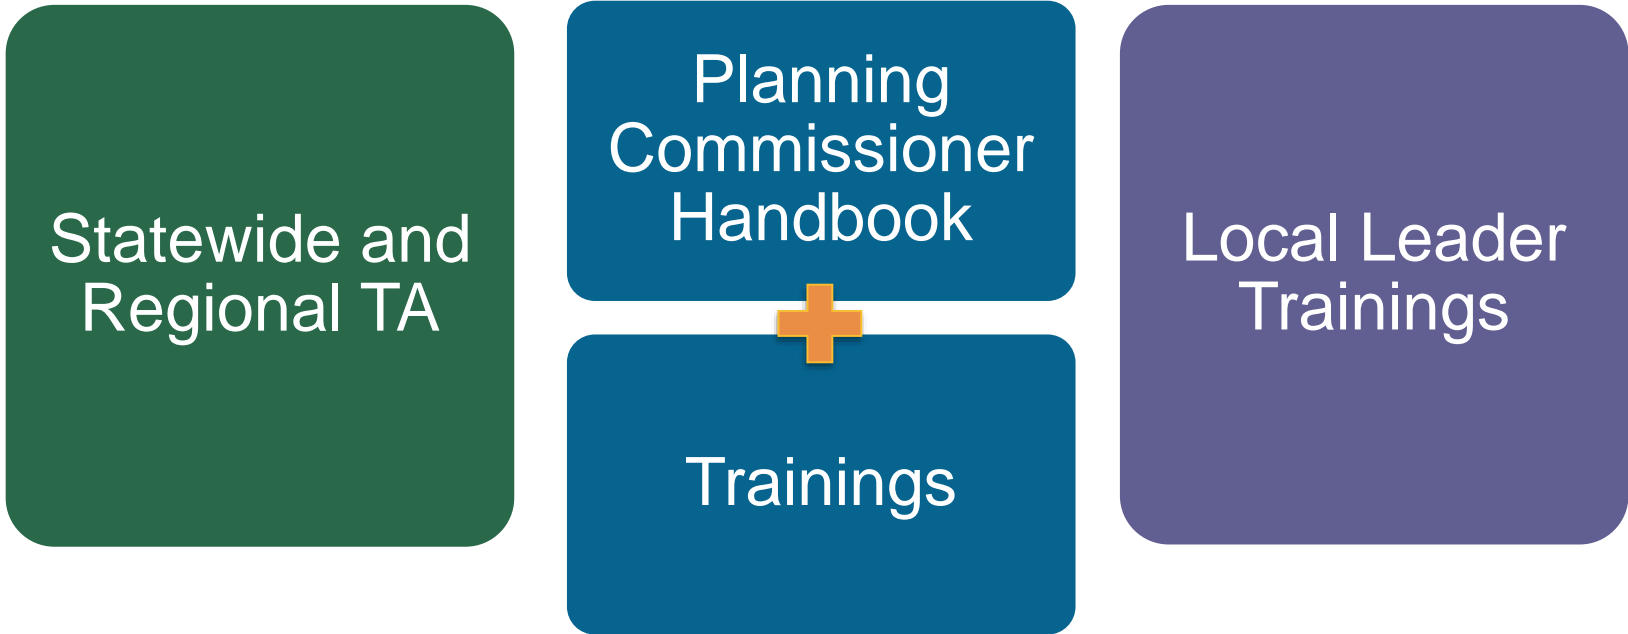 Statewide and
Regional TA
Planning
Commissioner
Handbook
Trainings
Local Leader
Trainings